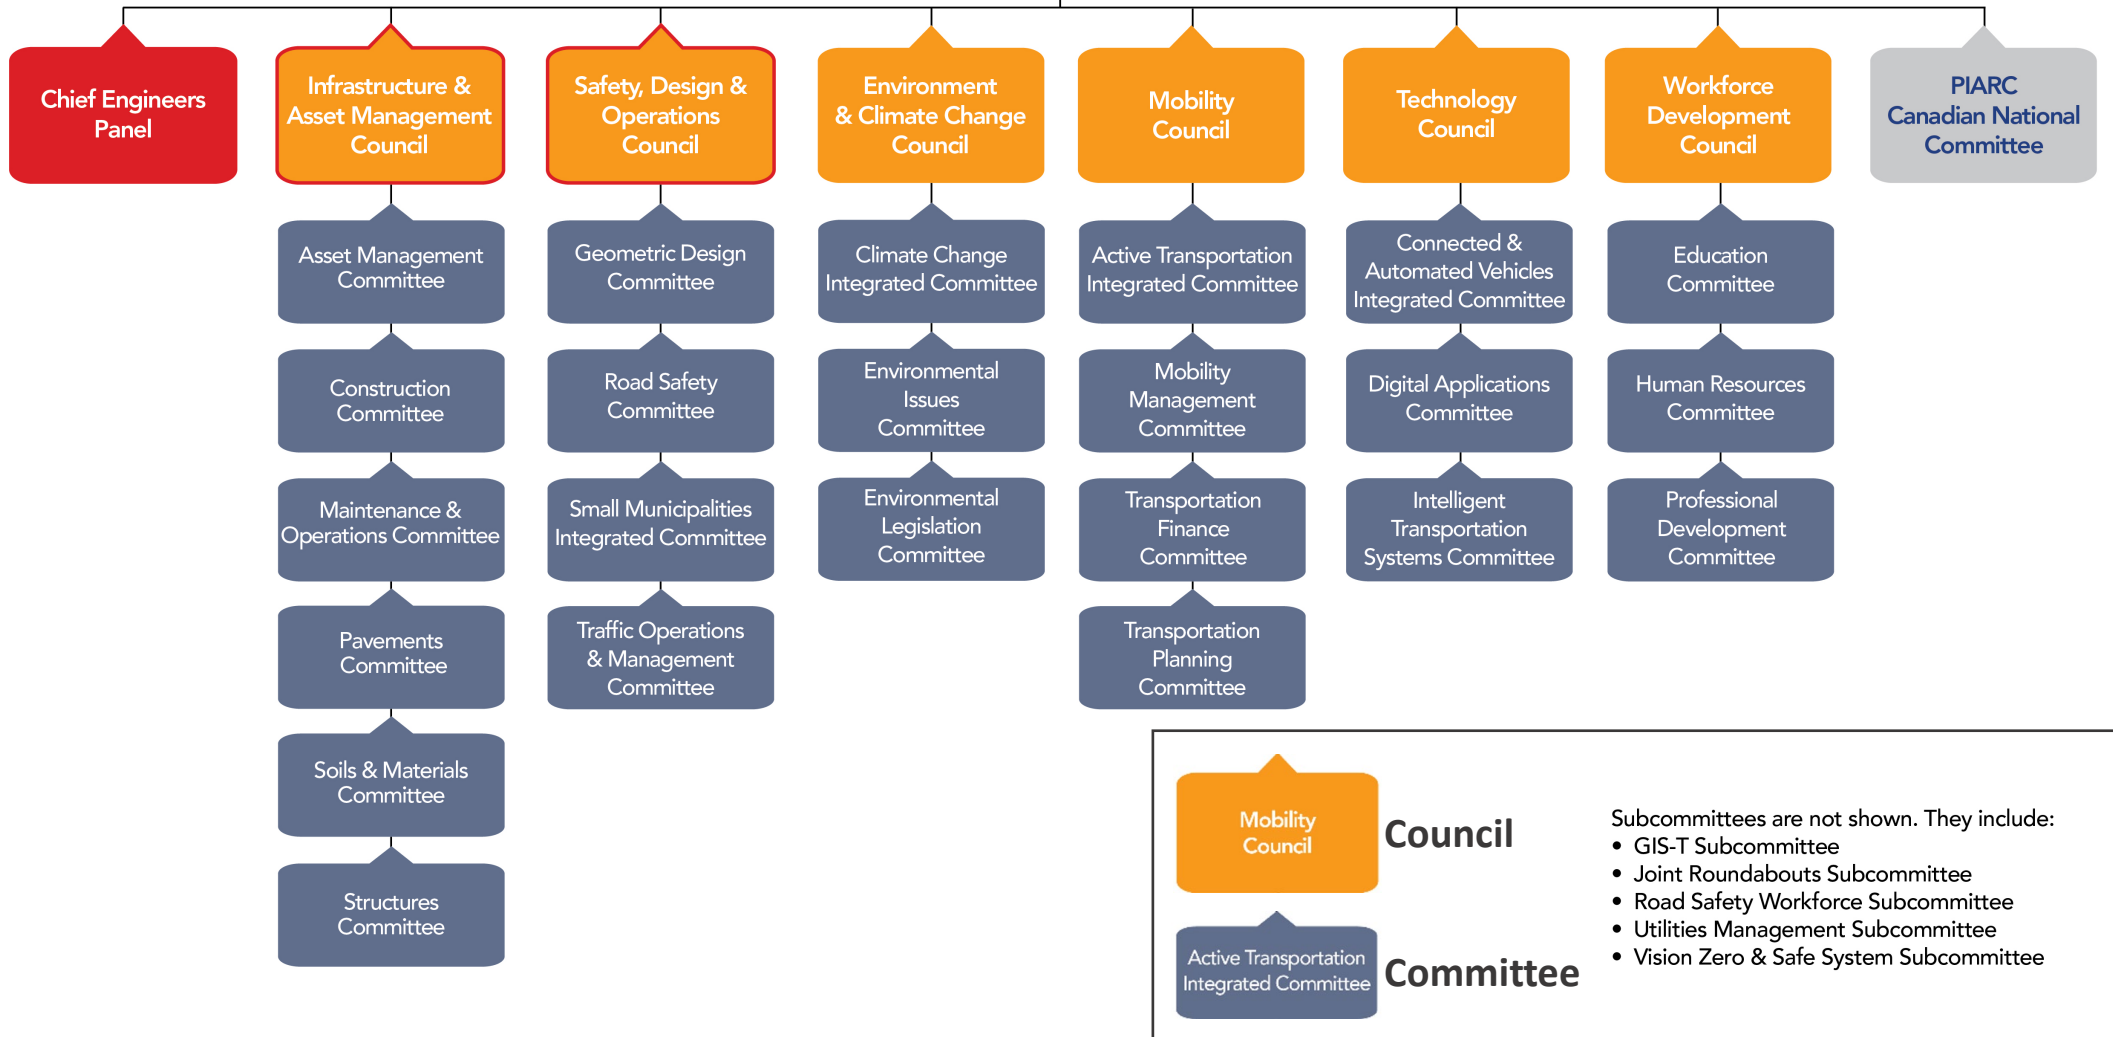 Chief Engineers
Panel
Infrastructure &
Asset Management
Council
Safety, Design &
Operations
Council
Environment
& Climate Change
Council
Mobility
Council
Technology
Council
Workforce
Development
Council
PIARC
Canadian National
Committee
Asset Management
Committee
Construction
Committee
Maintenance &
Operations Committee
Pavements
Committee
Soils & Materials
Committee
Structures
Committee
Geometric Design
Committee
Road Safety
Committee
Small Municipalities
Integrated Committee
Traffic Operations
& Management
Committee
Climate Change
Integrated Committee
Environmental
Issues
Committee
Environmental
Legislation
Committee
Active Transportation
Integrated Committee
Mobility
Management
Committee
Transportation
Finance
Committee
Transportation
Planning
Committee
Connected &
Automated Vehicles
Integrated Committee
Digital Applications
Committee
Intelligent
Transportation
Systems Committee
Education
Committee
Human Resources
Committee
Professional
Development
Committee
Mobility
Council
Council
Active Transportation
Integrated Committee
Committee
Subcommittees are not shown. They include:
• GIS-T Subcommittee
• Joint Roundabouts Subcommittee
• Road Safety Workforce Subcommittee
• Utilities Management Subcommittee
• Vision Zero & Safe System Subcommittee